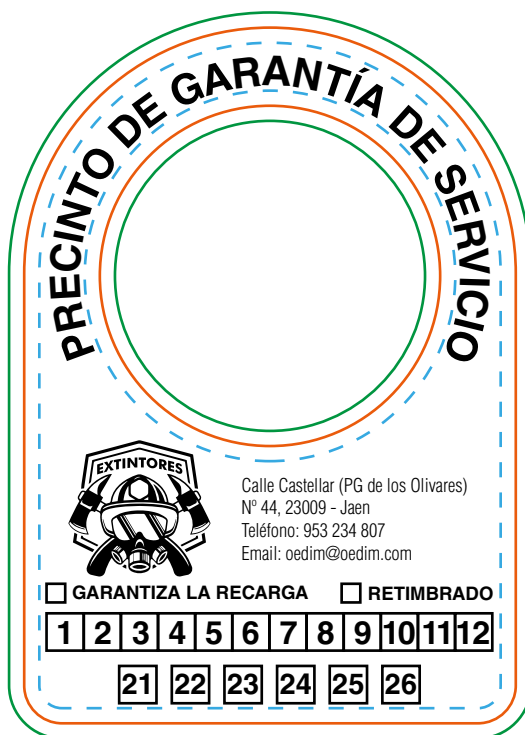 PRECINTO DE GARANTÍA DE SERVICIO
EXTINTORES
Calle Castellar (PG de los Olivares)
Nº 44, 23009 - Jaen
Teléfono: 953 234 807
Email: oedim@oedim.com
GARANTIZA LA RECARGA RETIMBRADO
1 2 3 4 5 6 7 8 9 10 11 12
21 22 23 24 25 26